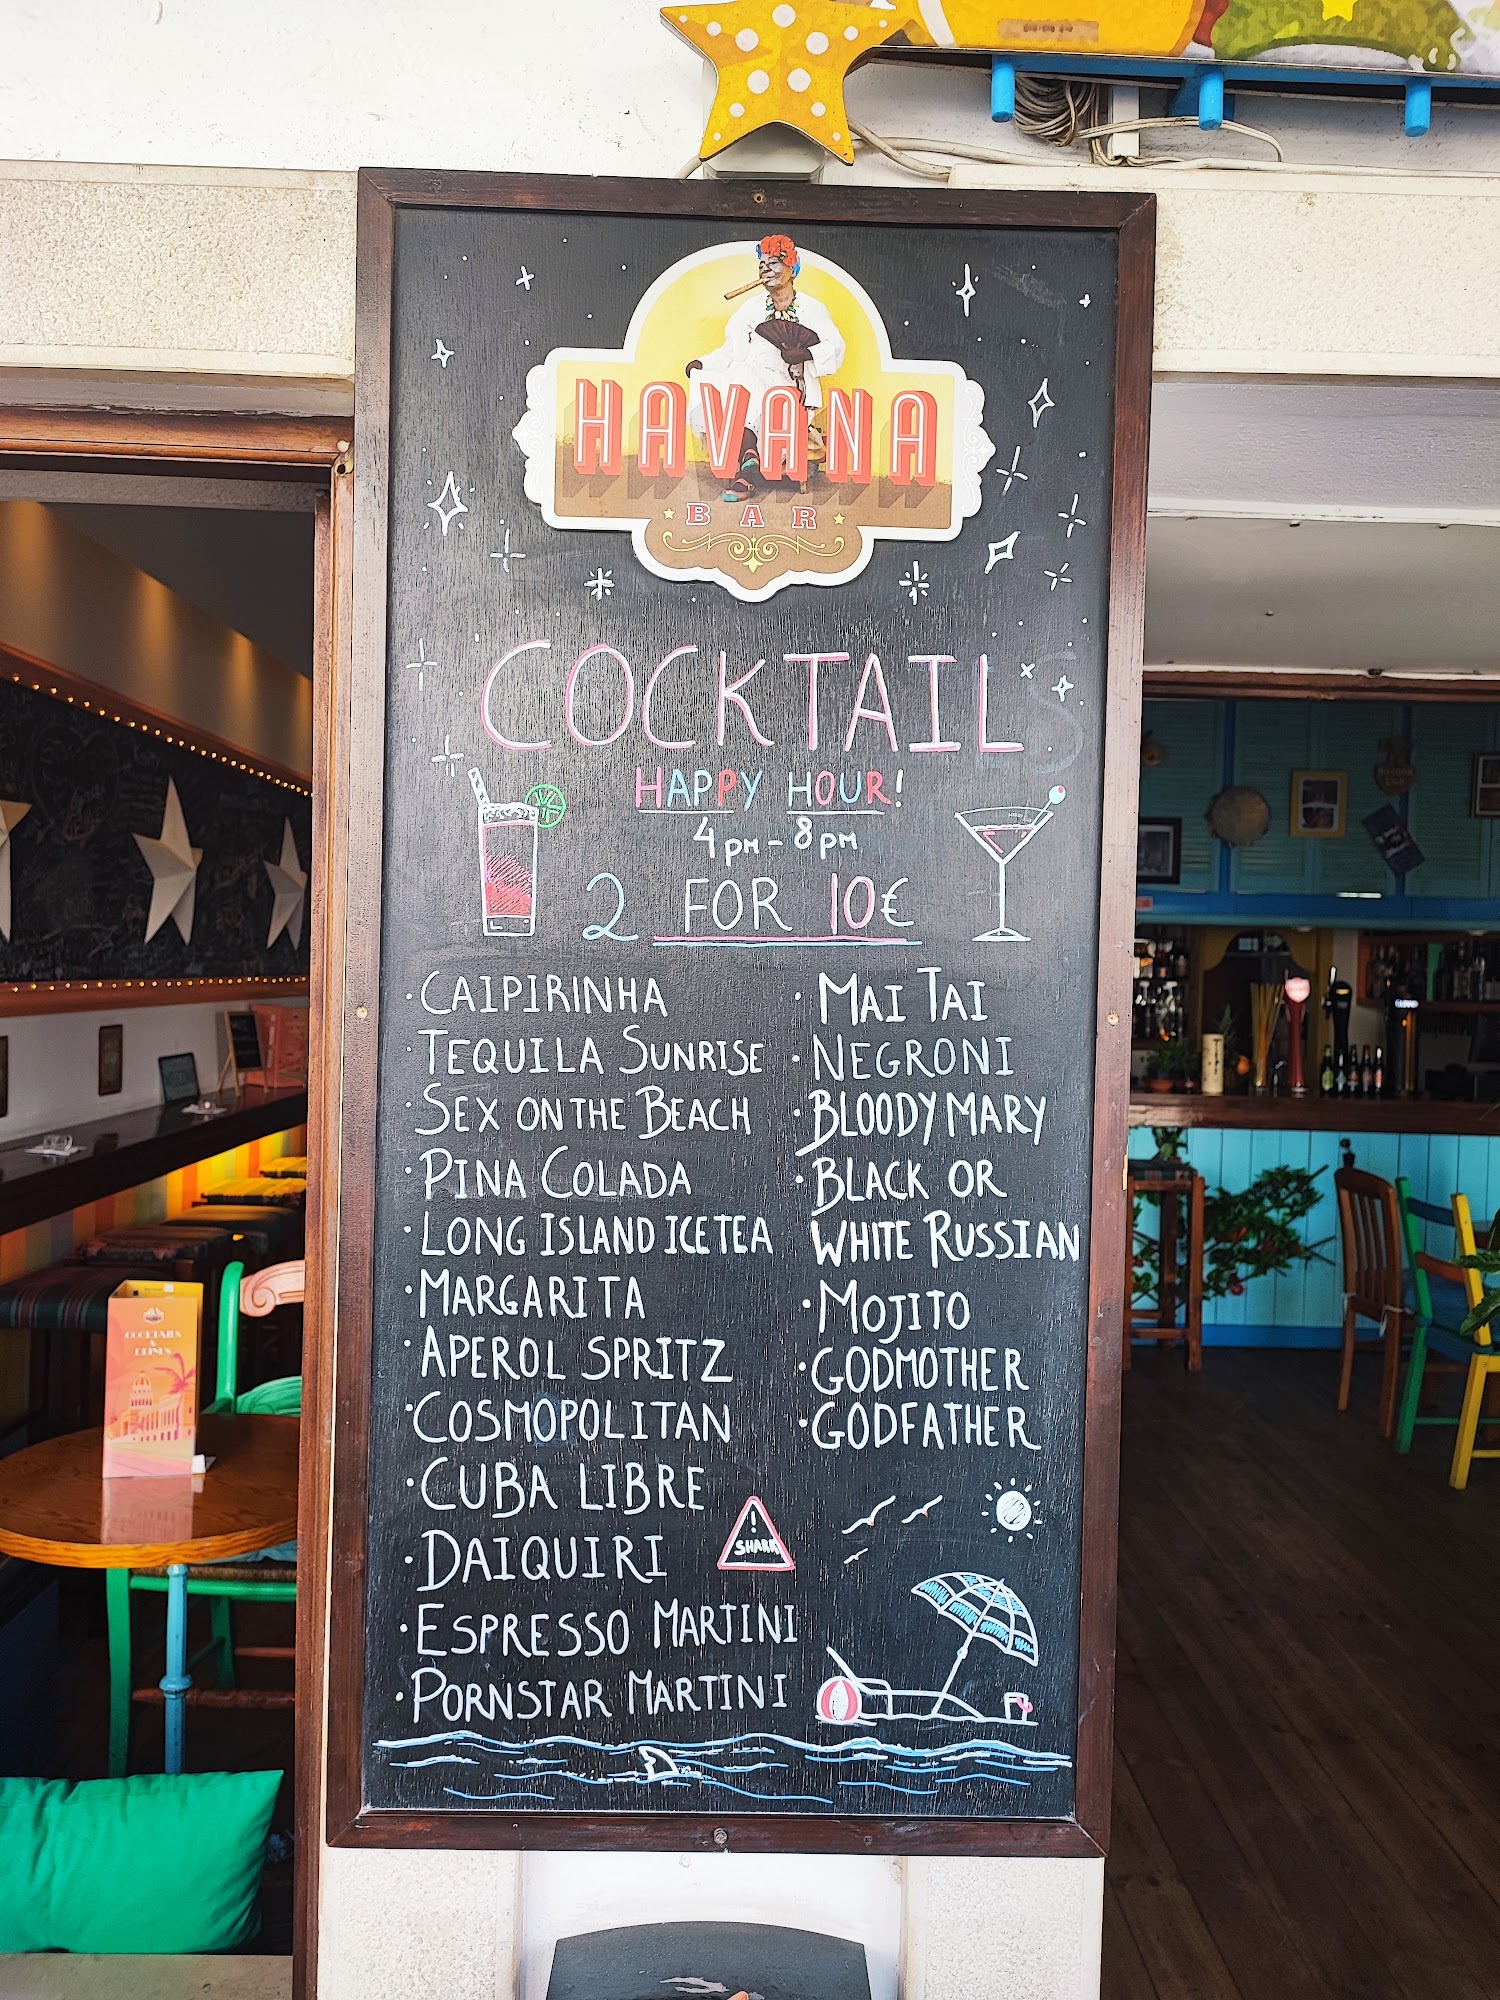 HAVANA
BAR
COCKTAIL
HAPPY HOUR!
4pm - 8pm
2 FOR 10€
· CAIPIRINHA
· TEQUILA SUNRISE
· SEX ON THE BEACH
· PINA COLADA
· LONG ISLAND ICE TEA
· MARGARITA
· APEROL SPRITZ
· COSMOPOLITAN
· CUBA LIBRE
· DAIQUIRI
· ESPRESSO MARTINI
· PORNSTAR MARTINI
· MAI TAI
· NEGRONI
· BLOODY MARY
· BLACK OR
WHITE RUSSIAN
· MOJITO
· GODMOTHER
· GODFATHER
!
SHARK
COCKTAILS
&
DRINKS